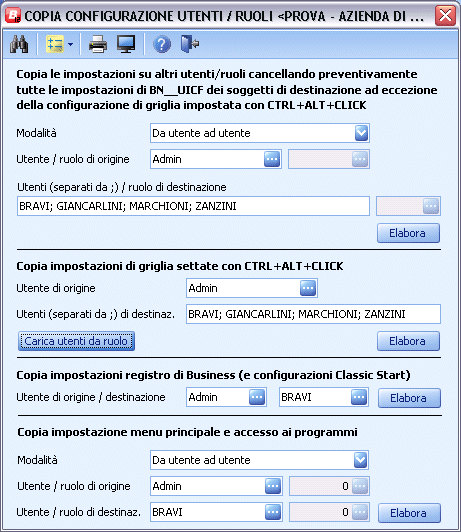 COPIA CONFIGURAZIONE UTENTI / RUOLI <PROVA - AZIENDA DI ...
Copia le impostazioni su altri utenti/ruoli cancellando preventivamente
tutte le impostazioni di BN__UICF dei soggetti di destinazione ad eccezione
della configurazione di griglia impostata con CTRL+ALT+CLICK
Modalità Da utente ad utente
Utente / ruolo di origine Admin
Utenti (separati da ;) / ruolo di destinazione
BRAVI; GIANCARLINI; MARCHIONI; ZANZINI
Elabora
Copia impostazioni di griglia settate con CTRL+ALT+CLICK
Utente di origine Admin
Utenti (separati da ;) di destinaz. BRAVI; GIANCARLINI; MARCHIONI; ZANZINI
Carica utenti da ruolo Elabora
Copia impostazioni registro di Business (e configurazioni Classic Start)
Utente di origine / destinazione Admin BRAVI Elabora
Copia impostazione menu principale e accesso ai programmi
Modalità Da utente ad utente
Utente / ruolo di origine Admin 0
Utente / ruolo di destinaz. BRAVI 0 Elabora